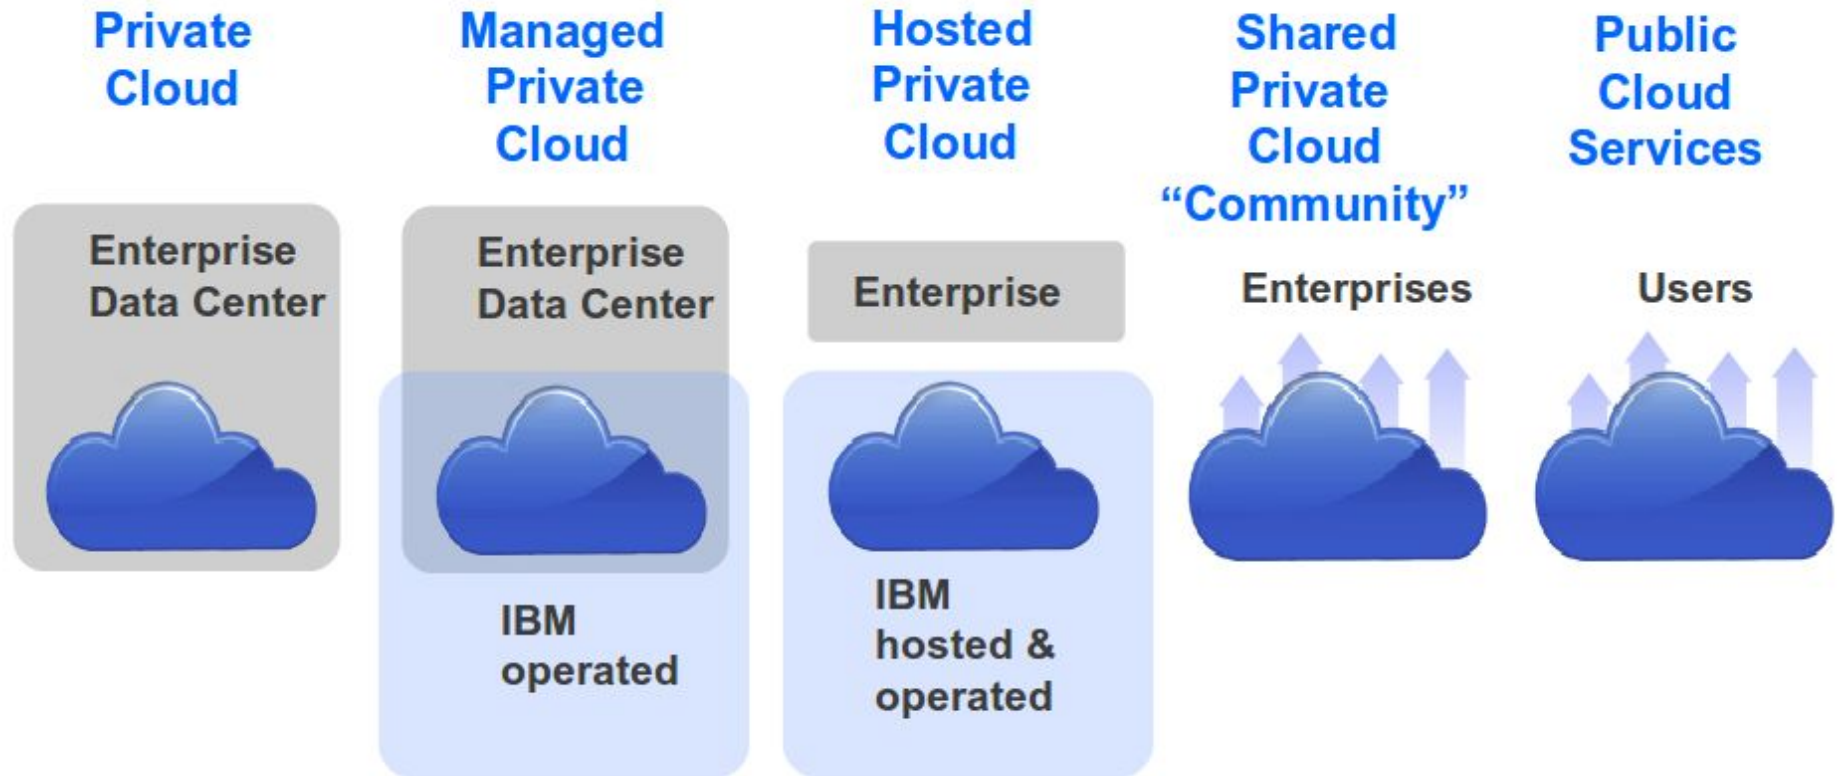 Private
Cloud
Managed
Private
Cloud
Hosted
Private
Cloud
Shared
Private
Cloud
“Community”
Public
Cloud
Services
Enterprise
Data Center
Enterprise
Data Center
IBM
operated
Enterprise
IBM
hosted &
operated
Enterprises
Users